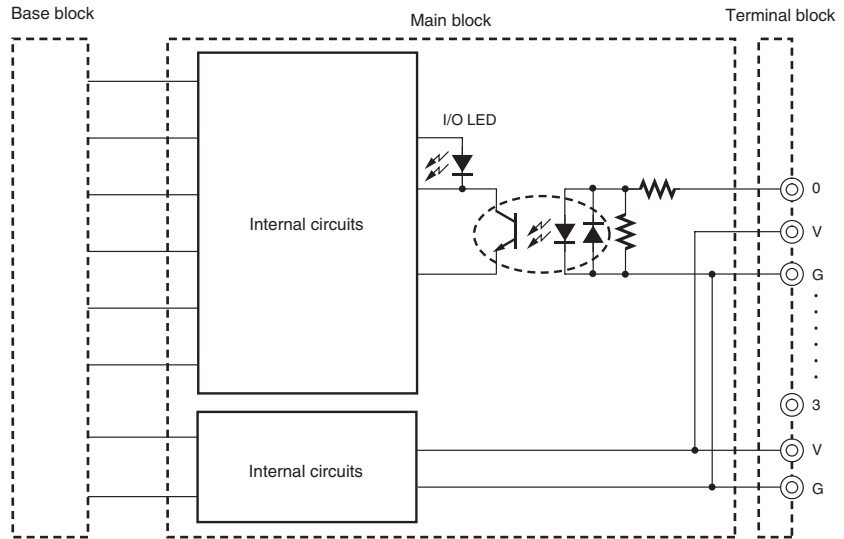 Base block
Main block
Terminal block
I/O LED
Internal circuits
0
V
G
3
Internal circuits
V
G